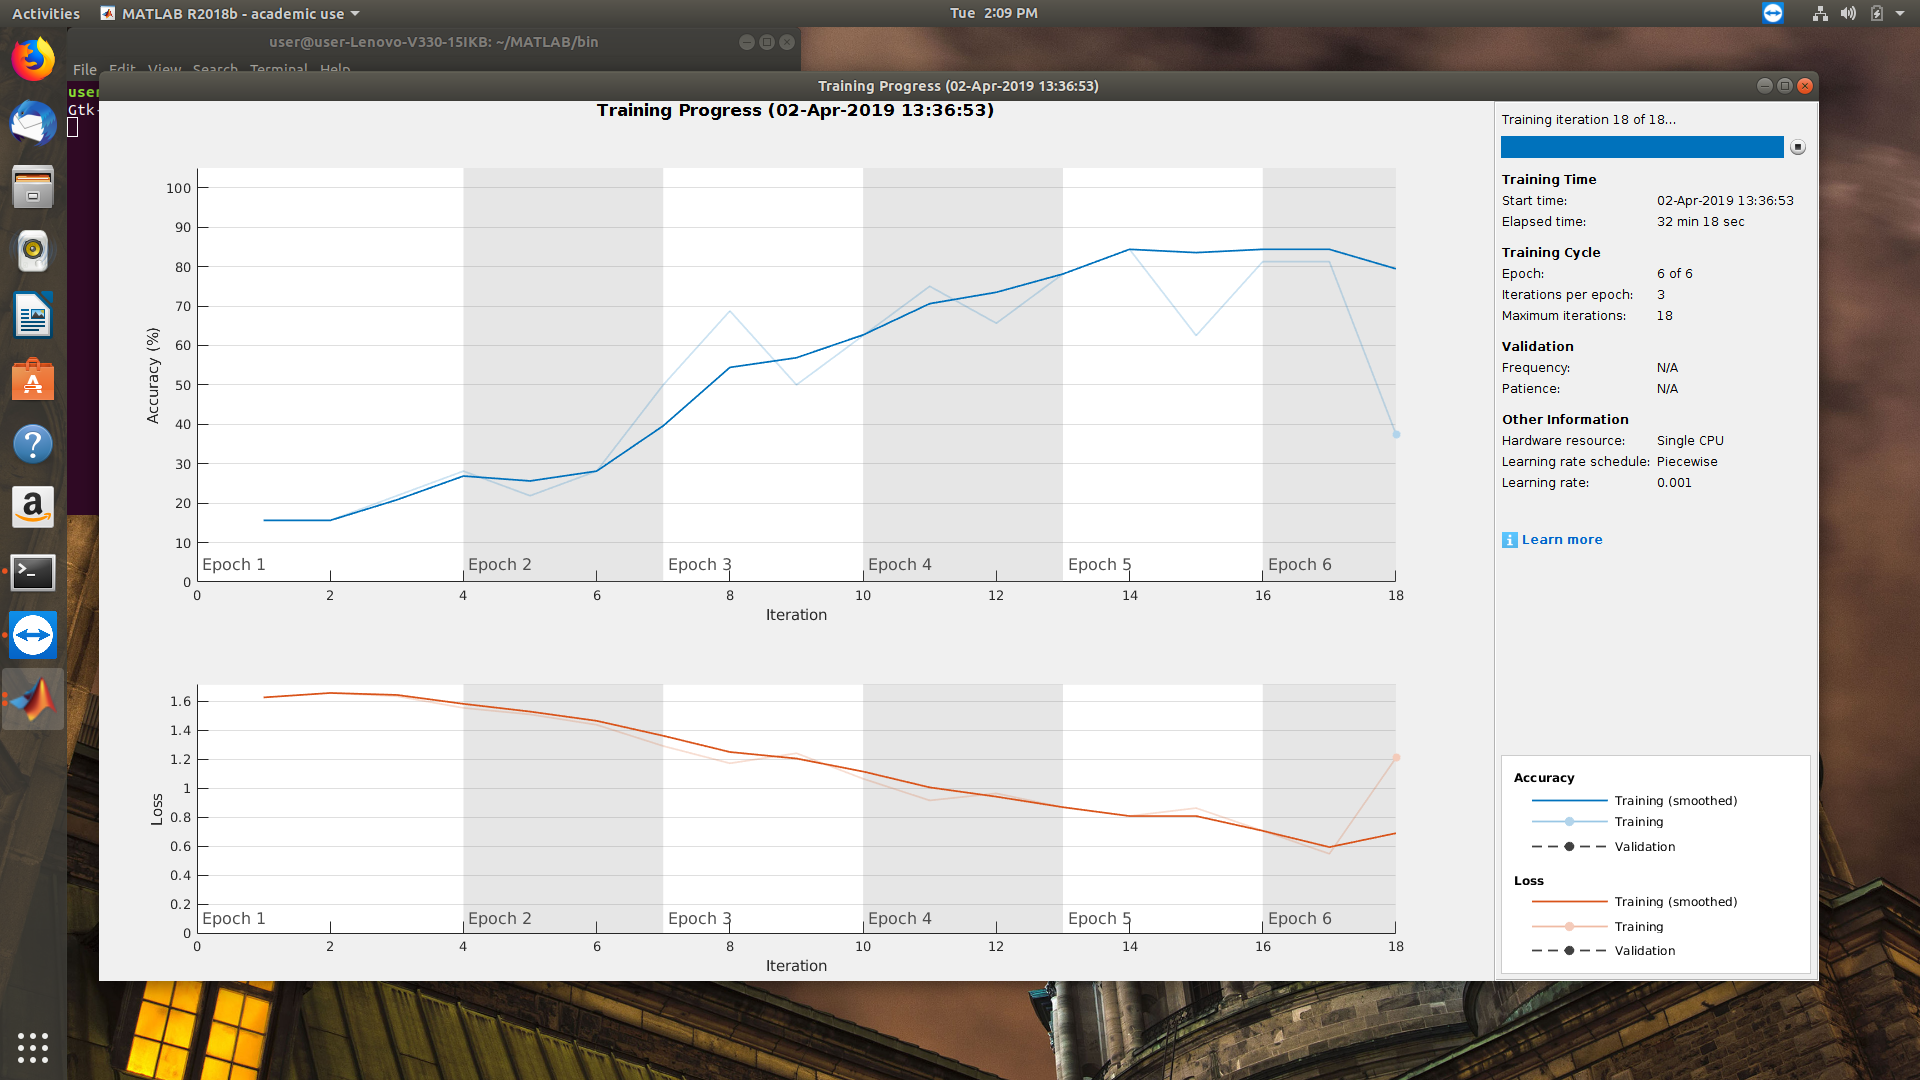 Activities
MATLAB R2018b - academic use
Tue 2:09 PM
user@user-Lenovo-V330-15IKB: ~/MATLAB/bin
File Edit View Search Terminal Help
user
Gtk-
Training Progress (02-Apr-2019 13:36:53)
Training Progress (02-Apr-2019 13:36:53)
100
90
80
70
60
50
40
30
20
10
0
Accuracy (%)
Epoch 1
Epoch 2
Epoch 3
Epoch 4
Epoch 5
Epoch 6
0 2 4 6 8 10 12 14 16 18
Iteration
1.6
1.4
1.2
1
0.8
0.6
0.4
0.2
0
Loss
Epoch 1
Epoch 2
Epoch 3
Epoch 4
Epoch 5
Epoch 6
0 2 4 6 8 10 12 14 16 18
Iteration
Training iteration 18 of 18...
Training Time
Start time: 02-Apr-2019 13:36:53
Elapsed time: 32 min 18 sec
Training Cycle
Epoch: 6 of 6
Iterations per epoch: 3
Maximum iterations: 18
Validation
Frequency: N/A
Patience: N/A
Other Information
Hardware resource: Single CPU
Learning rate schedule: Piecewise
Learning rate: 0.001
Learn more
Accuracy
Training (smoothed)
Training
Validation
Loss
Training (smoothed)
Training
Validation